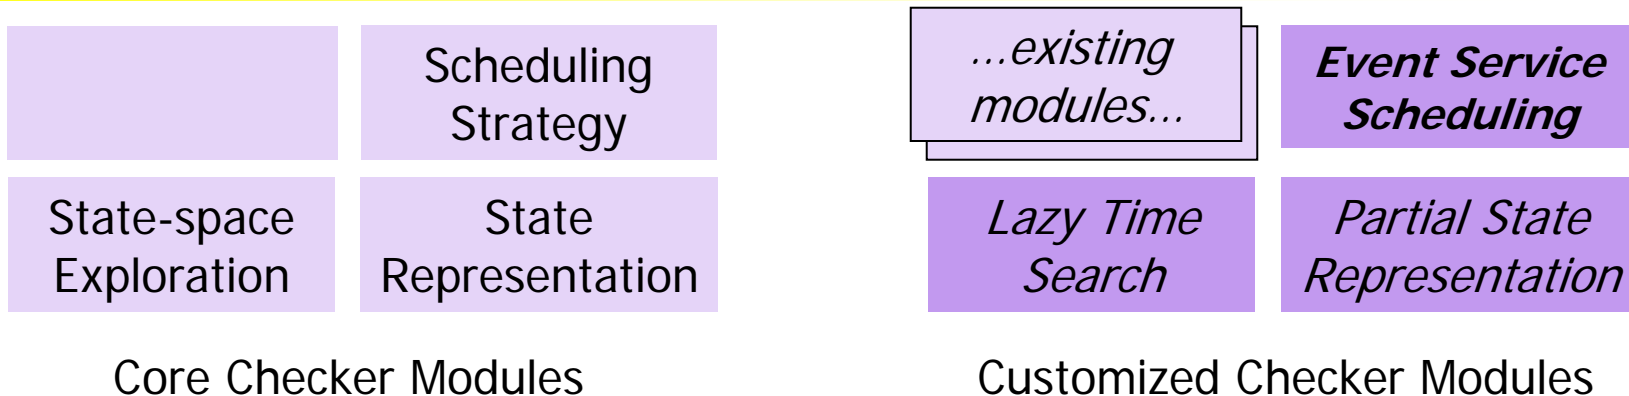 Scheduling
Strategy
State-space
Exploration
State
Representation
Core Checker Modules
...existing
modules...
Event Service
Scheduling
Lazy Time
Search
Partial State
Representation
Customized Checker Modules